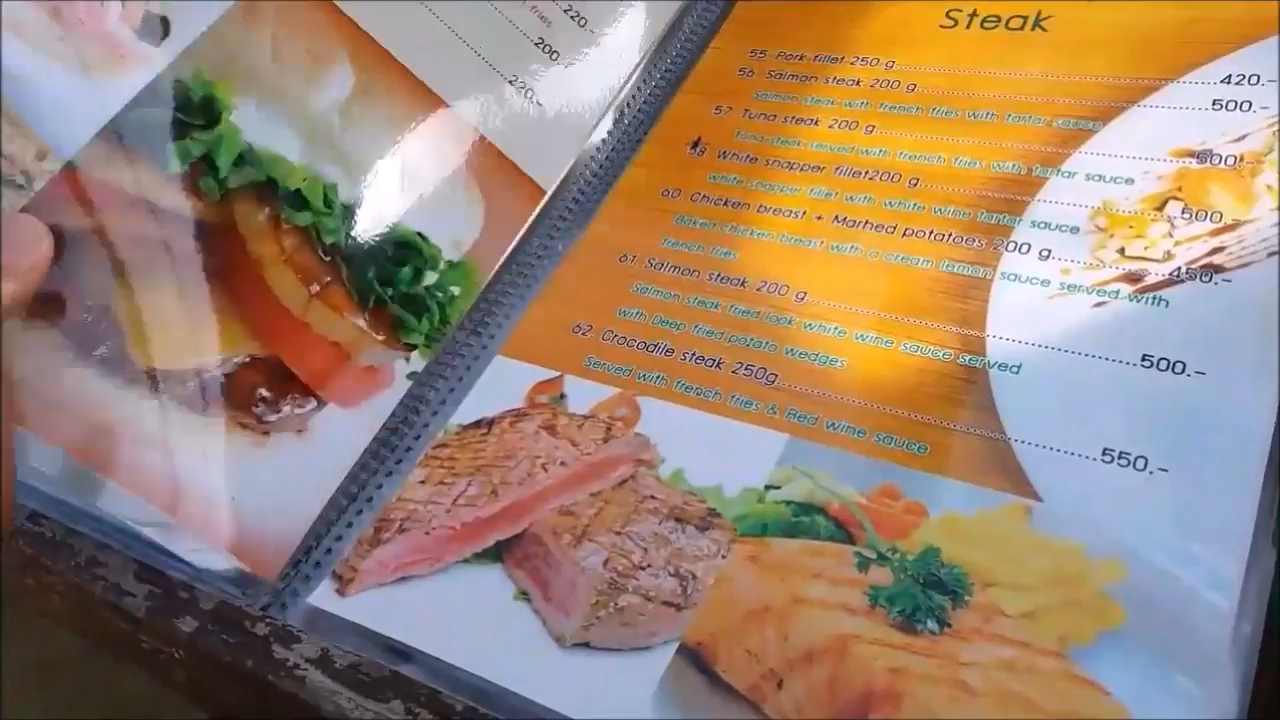 fries
220.-
200
220.-
Steak
55. Pork fillet 250 g..........420.-
56. Salmon steak 200 g..........500.-
Salmon steak with french fries with tartar sauce
57. Tuna steak 200 g..........500.-
Tuna steak served with french fries with Tartar sauce
58 White snapper fillet200 g..........500.-
white snapper fillet with white wine Tartar sauce
60. Chicken breast + Marhed potatoes 200 g..........450.-
Baked chicken breast with a cream lemon sauce served with
french fries
61. Salmon steak 200 g..........500.-
Salmon steak fried look white wine sauce served
with Deep fried potato wedges
62. Crocodile steak 250g..........550.-
Served with french fries & Red wine sauce